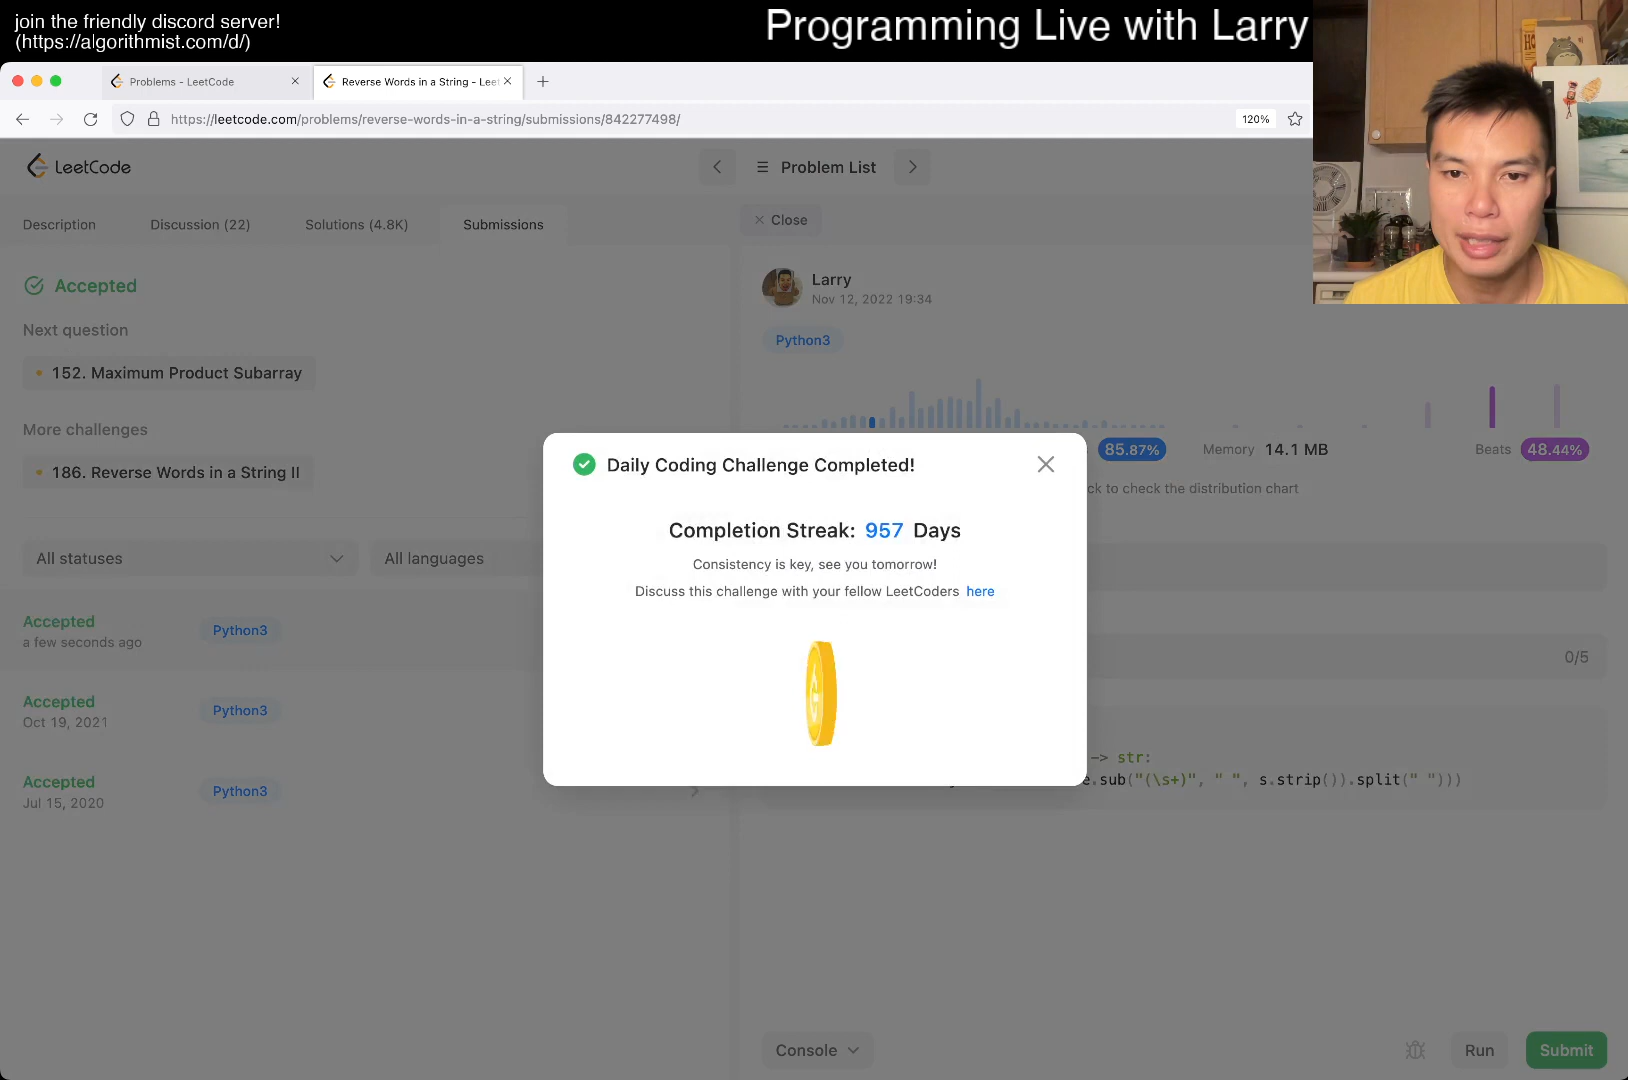 join the friendly discord server!
(https://algorithmist.com/d/)
Programming Live with Larry
Problems - LeetCode
Reverse Words in a String - Leet
https://leetcode.com/problems/reverse-words-in-a-string/submissions/842277498/
120%
LeetCode
Problem List
Description
Discussion (22)
Solutions (4.8K)
Submissions
Close
Accepted
Larry
Nov 12, 2022 19:34
Next question
Python3
152. Maximum Product Subarray
More challenges
85.87%
Memory 14.1 MB
Beats 48.44%
186. Reverse Words in a String II
ck to check the distribution chart
Daily Coding Challenge Completed!
Completion Streak: 957 Days
Consistency is key, see you tomorrow!
Discuss this challenge with your fellow LeetCoders here
All statuses
All languages
Accepted
a few seconds ago
Python3
0/5
Accepted
Oct 19, 2021
Python3
-> str:
e.sub("(\s+)", " ", s.strip()).split(" ")))
Accepted
Jul 15, 2020
Python3
Console
Run
Submit